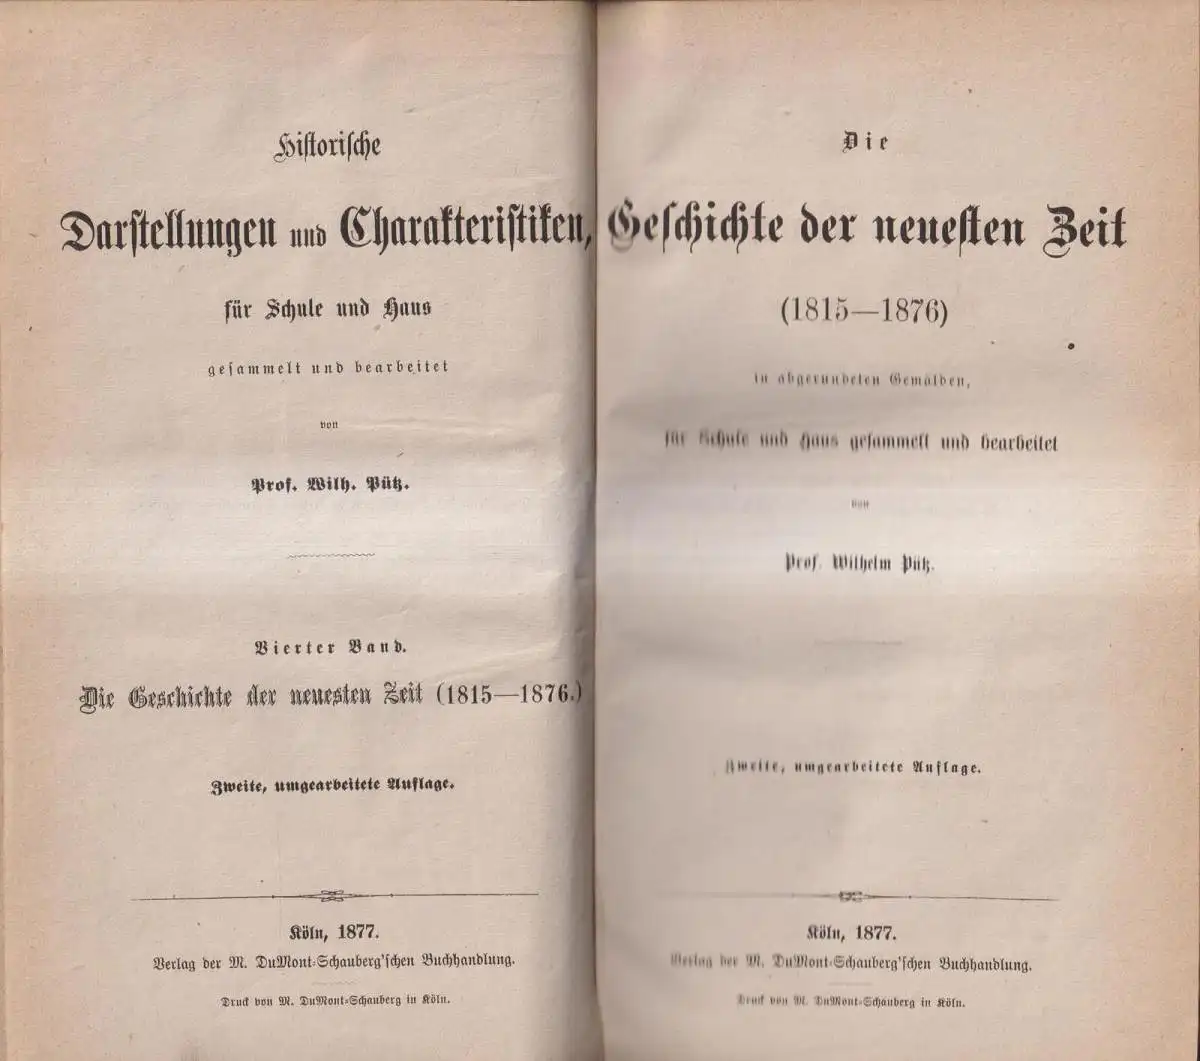 Historische
Darstellungen und Charakteristiken,
für Schule und Haus
gesammelt und bearbeitet
von
Prof. Wilh. Pütz.
Vierter Band.
Die Geschichte der neuesten Zeit (1815—1876.)
Zweite, umgearbeitete Auflage.
Köln, 1877.
Verlag der M. DuMont-Schauberg'schen Buchhandlung.
Druck von M. DuMont-Schauberg in Köln.
Die
Geschichte der neuesten Zeit
(1815—1876)
in abgerundeten Gemälden,
für Schule und Haus gesammelt und bearbeitet
von
Prof. Wilhelm Pütz.
Zweite, umgearbeitete Auflage.
Köln, 1877.
Verlag der M. DuMont-Schauberg'schen Buchhandlung.
Druck von M. DuMont-Schauberg in Köln.